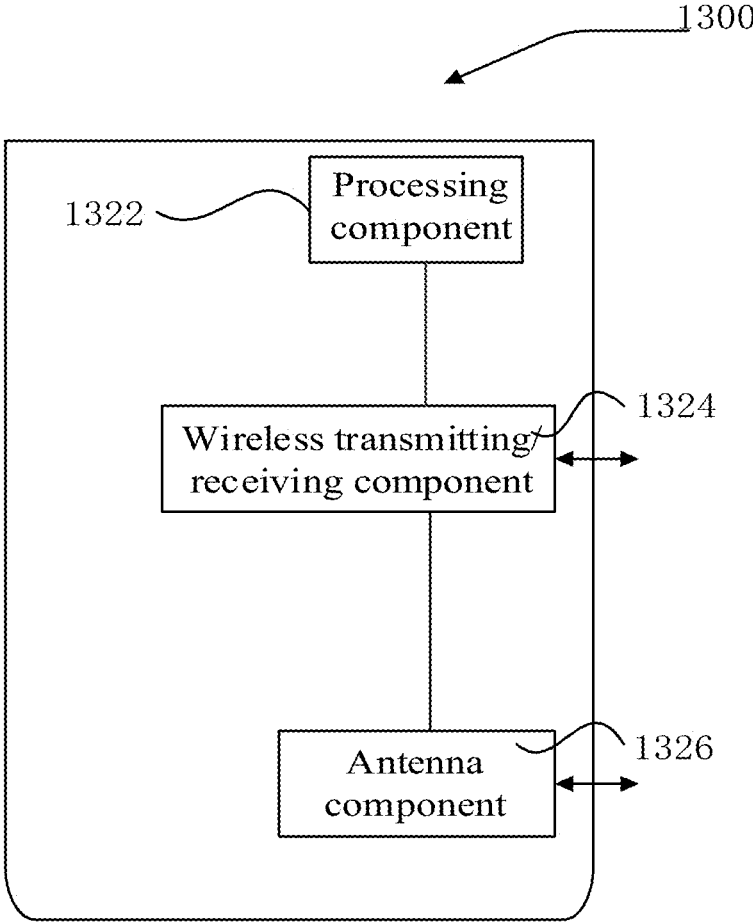 1300
Processing
component
1322
1324
Wireless transmitting/
receiving component
1326
Antenna
component